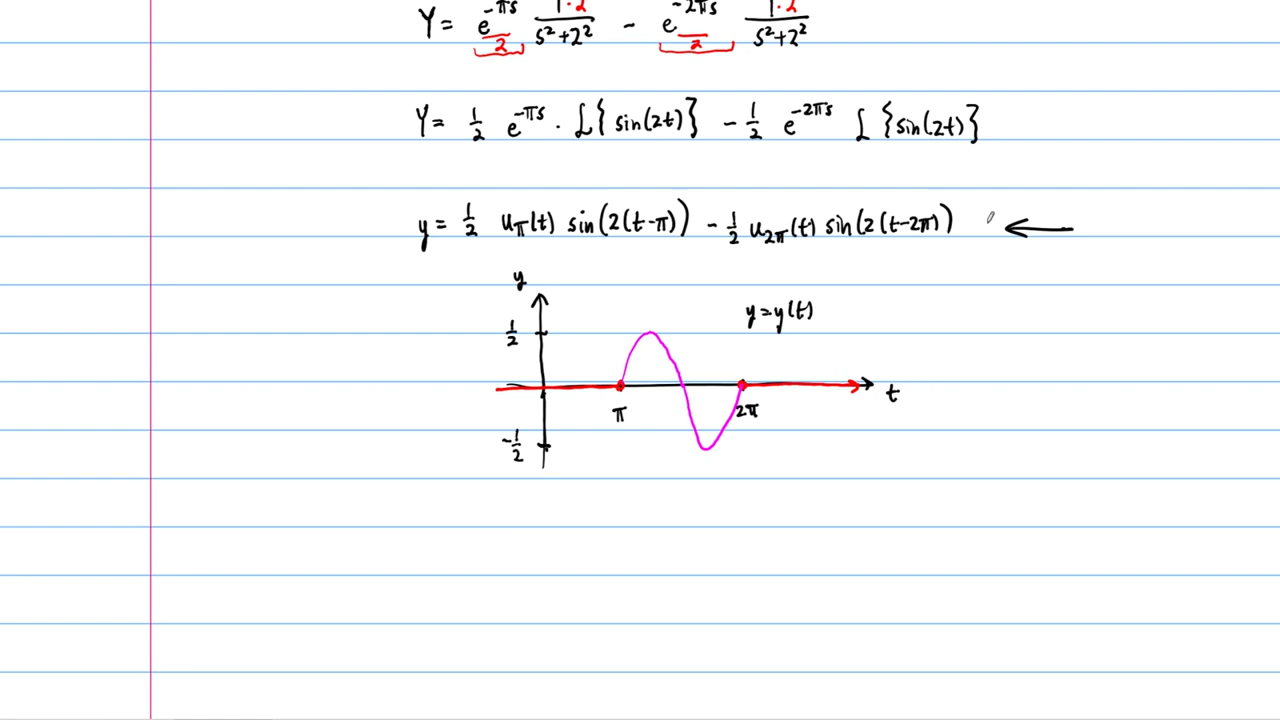 Y = e^{-πs}/2 · 1·2/(s²+2²) - e^{-2πs}/2 · 1·2/(s²+2²)
Y = 1/2 e^{-πs} · ℒ{sin(2t)} - 1/2 e^{-2πs} ℒ{sin(2t)}
y = 1/2 u_π(t) sin(2(t-π)) - 1/2 u_{2π}(t) sin(2(t-2π)) ←
y
y = y(t)
1/2
t
π
2π
-1/2